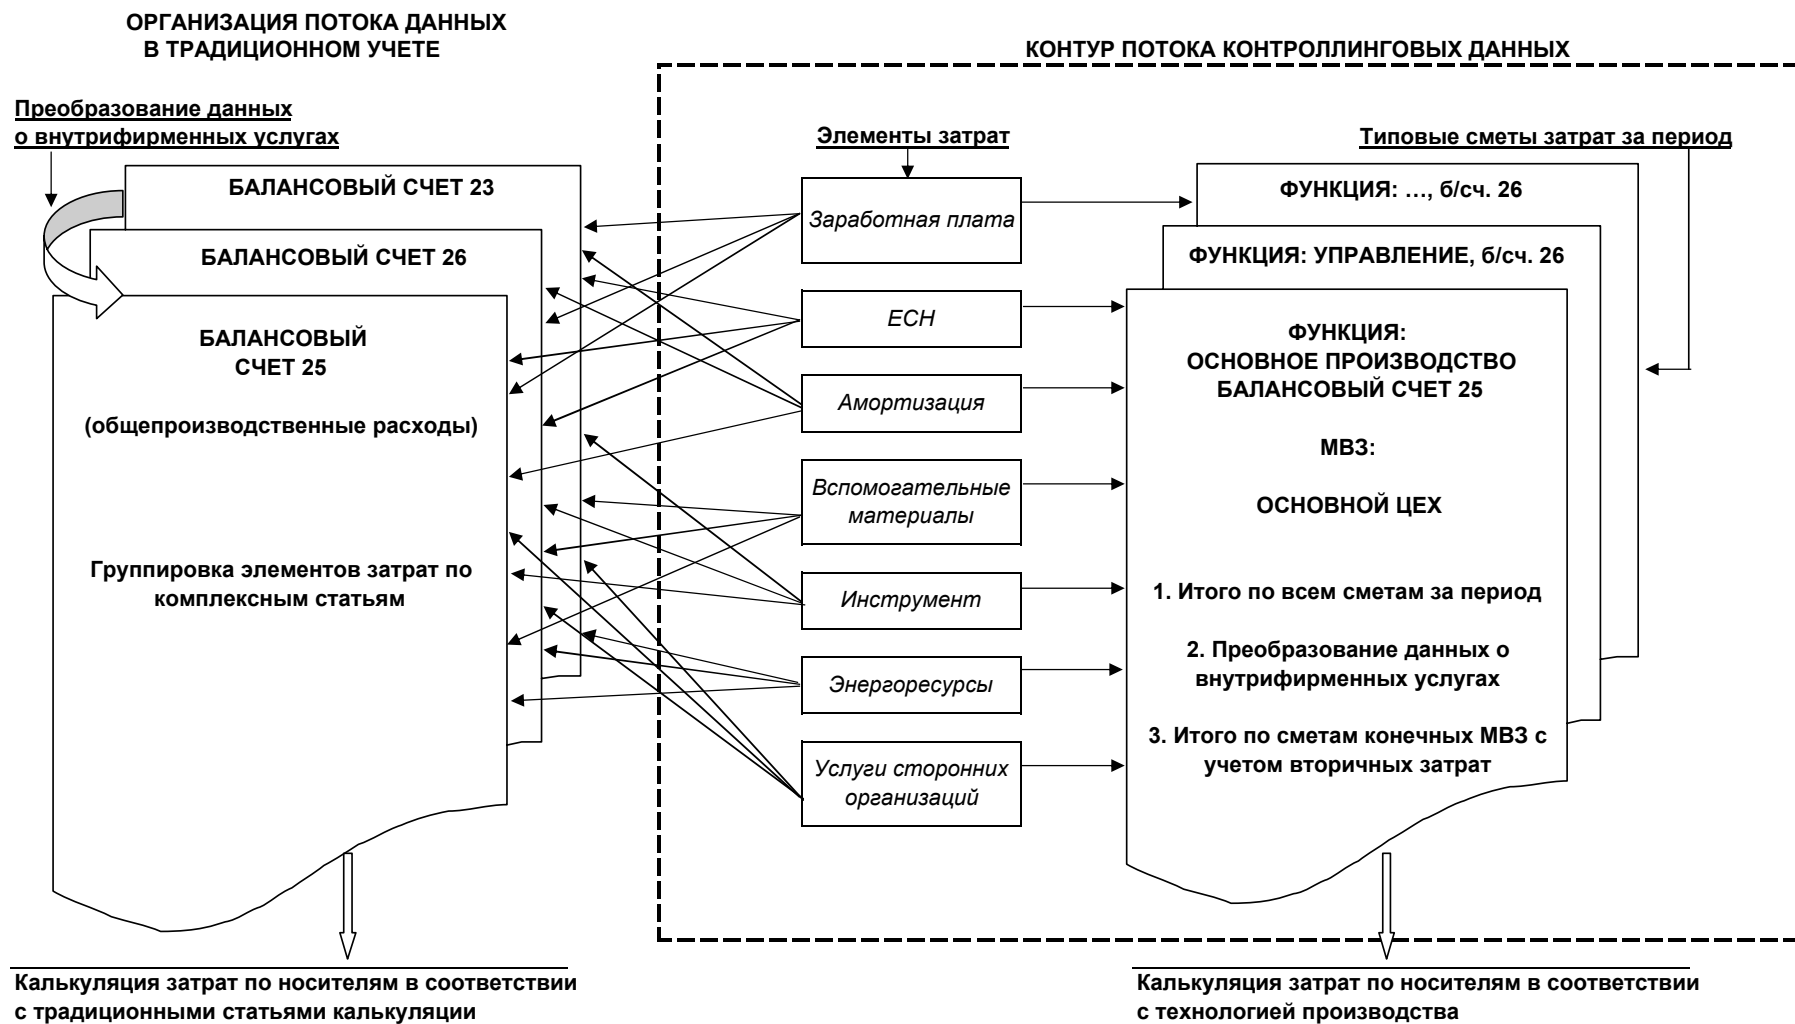 ОРГАНИЗАЦИЯ ПОТОКА ДАННЫХ
В ТРАДИЦИОННОМ УЧЕТЕ
КОНТУР ПОТОКА КОНТРОЛЛИНГОВЫХ ДАННЫХ
Преобразование данных
о внутрифирменных услугах
БАЛАНСОВЫЙ СЧЕТ 23
БАЛАНСОВЫЙ СЧЕТ 26
БАЛАНСОВЫЙ
СЧЕТ 25
(общепроизводственные расходы)
Группировка элементов затрат по
комплексным статьям
Элементы затрат
Заработная плата
ЕСН
Амортизация
Вспомогательные
материалы
Инструмент
Энергоресурсы
Услуги сторонних
организаций
Типовые сметы затрат за период
ФУНКЦИЯ: …, б/сч. 26
ФУНКЦИЯ: УПРАВЛЕНИЕ, б/сч. 26
ФУНКЦИЯ:
ОСНОВНОЕ ПРОИЗВОДСТВО
БАЛАНСОВЫЙ СЧЕТ 25
МВЗ:
ОСНОВНОЙ ЦЕХ
1. Итого по всем сметам за период
2. Преобразование данных о
внутрифирменных услугах
3. Итого по сметам конечных МВЗ с
учетом вторичных затрат
Калькуляция затрат по носителям в соответствии
с традиционными статьями калькуляции
Калькуляция затрат по носителям в соответствии
с технологией производства